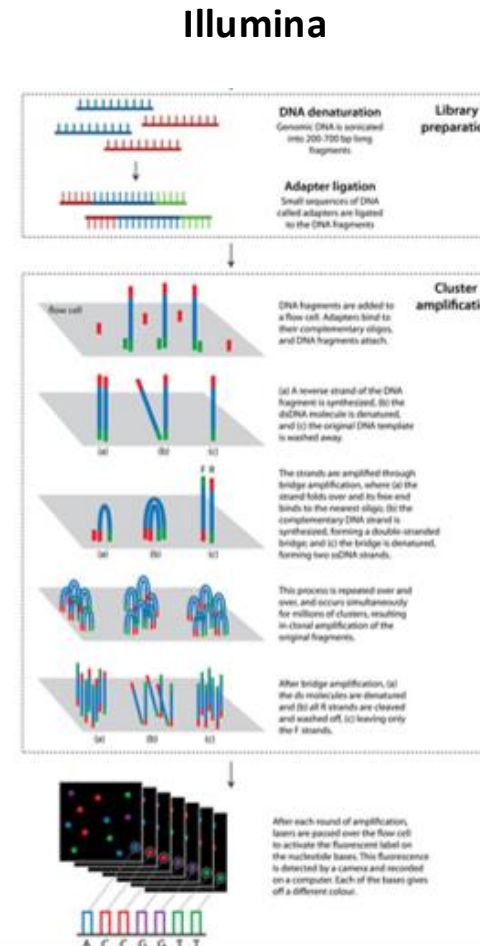 Illumina
DNA denaturation
Genomic DNA is sonicated
into 200-700 bp long
fragments
Library
preparatio
Adapter ligation
Small sequences of DNA
called adapters are ligated
to the DNA fragments
Cluster
amplificati
flow cell
DNA fragments are added to
a flow cell. Adapters bind to
their complementary oligos,
and DNA fragments attach.
(a) A reverse strand of the DNA
fragment is synthesized, (b) the
dsDNA molecule is denatured,
and (c) the original DNA template
is washed away.
(a) (b) (c)
F R
The strands are amplified through
bridge amplification, where (a) the
strand folds over and its free end
binds to the nearest oligo; (b) the
complementary DNA strand is
synthesized, forming a double-stranded
bridge; and (c) the bridge is denatured,
forming two ssDNA strands.
(a) (b) (c)
This process is repeated over and
over, and occurs simultaneously
for millions of clusters, resulting
in clonal amplification of the
original fragments.
After bridge amplification, (a)
the ds molecules are denatured
and (b) all R strands are cleaved
and washed off, (c) leaving only
the F strands.
(a) (b) (c)
After each round of amplification,
lasers are passed over the flow cell
to activate the fluorescent label on
the nucleotide bases. This fluorescence
is detected by a camera and recorded
on a computer. Each of the bases gives
off a different colour.
A C C G G T T